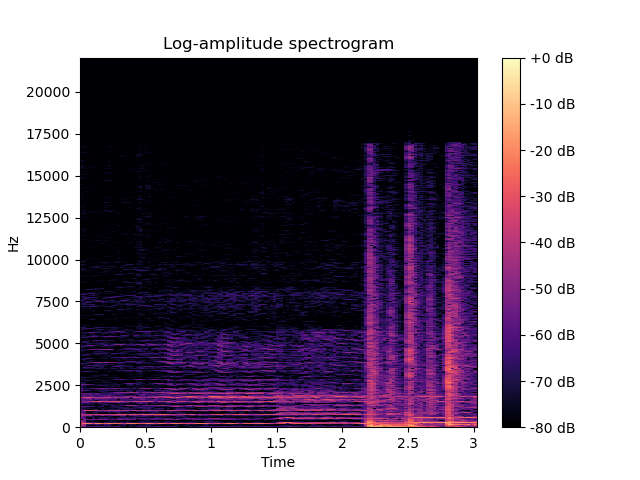 Log-amplitude spectrogram
+0 dB
20000
-10 dB
17500
-20 dB
15000
-30 dB
12500
Hz
-40 dB
10000
-50 dB
7500
-60 dB
5000
-70 dB
2500
0
-80 dB
0 0.5 1 1.5 2 2.5 3
Time